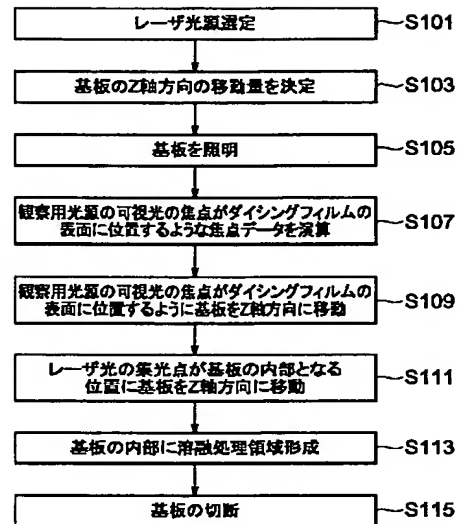 レーザ光源選定
S101
基板のZ軸方向の移動量を決定
S103
基板を照明
S105
観察用光源の可視光の焦点がダイシングフィルムの
表面に位置するような焦点データを演算
S107
観察用光源の可視光の焦点がダイシングフィルムの
表面に位置するように基板をZ軸方向に移動
S109
レーザ光の集光点が基板の内部となる
位置に基板をZ軸方向に移動
S111
基板の内部に溶融処理領域形成
S113
基板の切断
S115